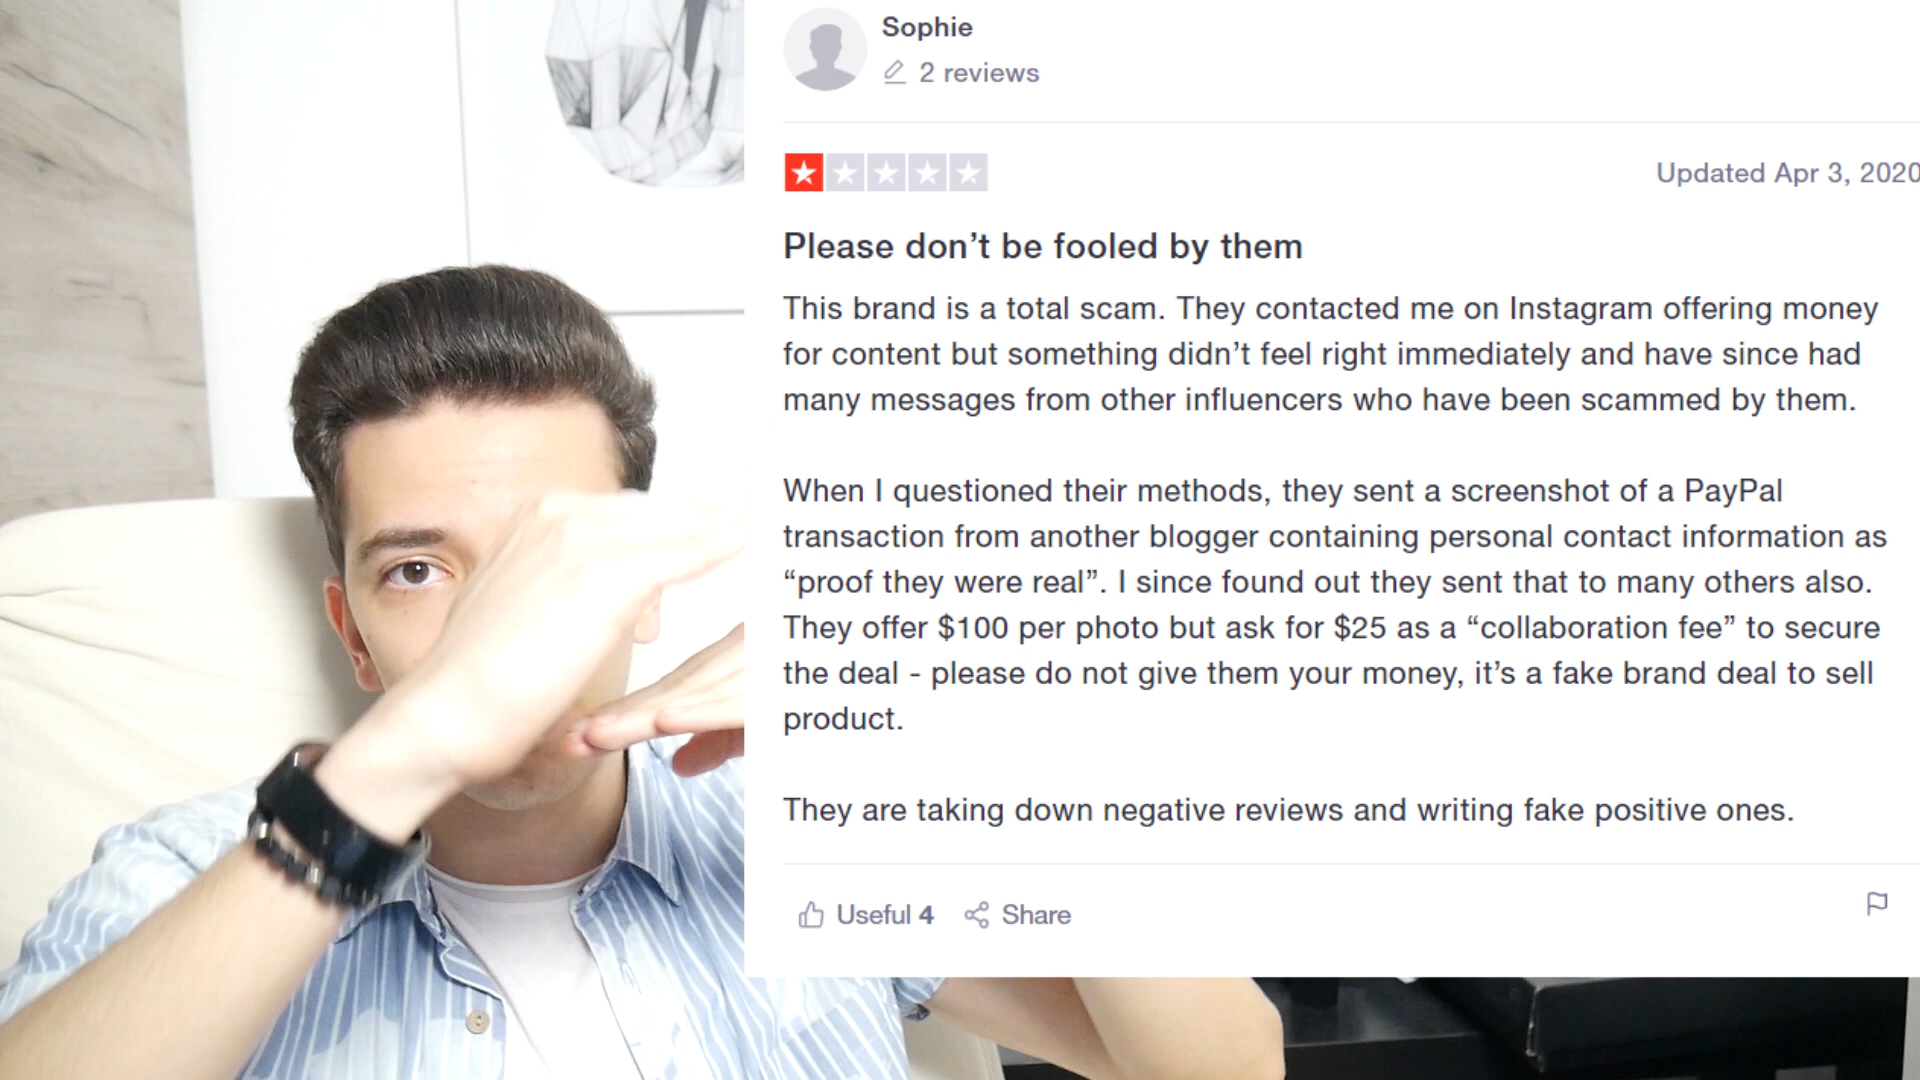 Sophie
2 reviews
Updated Apr 3, 2020
Please don’t be fooled by them
This brand is a total scam. They contacted me on Instagram offering money
for content but something didn’t feel right immediately and have since had
many messages from other influencers who have been scammed by them.
When I questioned their methods, they sent a screenshot of a PayPal
transaction from another blogger containing personal contact information as
“proof they were real”. I since found out they sent that to many others also.
They offer $100 per photo but ask for $25 as a “collaboration fee” to secure
the deal - please do not give them your money, it’s a fake brand deal to sell
product.
They are taking down negative reviews and writing fake positive ones.
Useful 4 Share